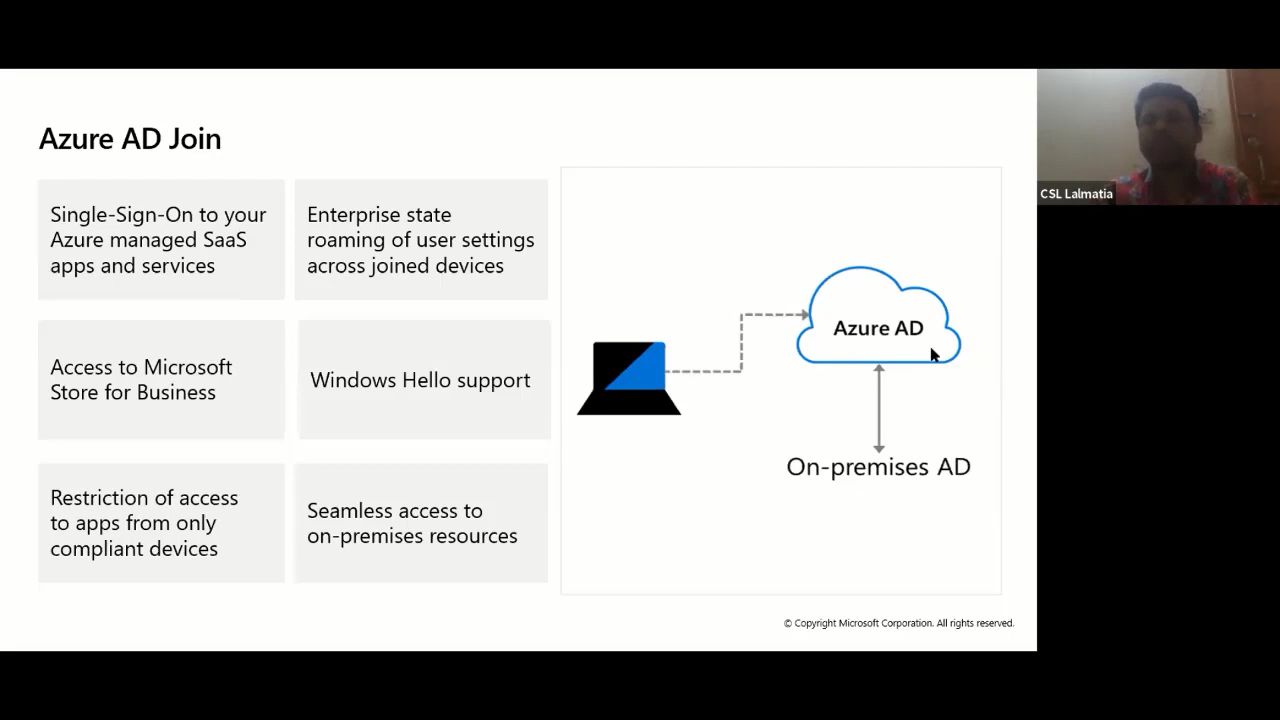 Azure AD Join
Single-Sign-On to your
Azure managed SaaS
apps and services
Enterprise state
roaming of user settings
across joined devices
Access to Microsoft
Store for Business
Windows Hello support
Restriction of access
to apps from only
compliant devices
Seamless access to
on-premises resources
Azure AD
On-premises AD
© Copyright Microsoft Corporation. All rights reserved.
CSL Lalmatia